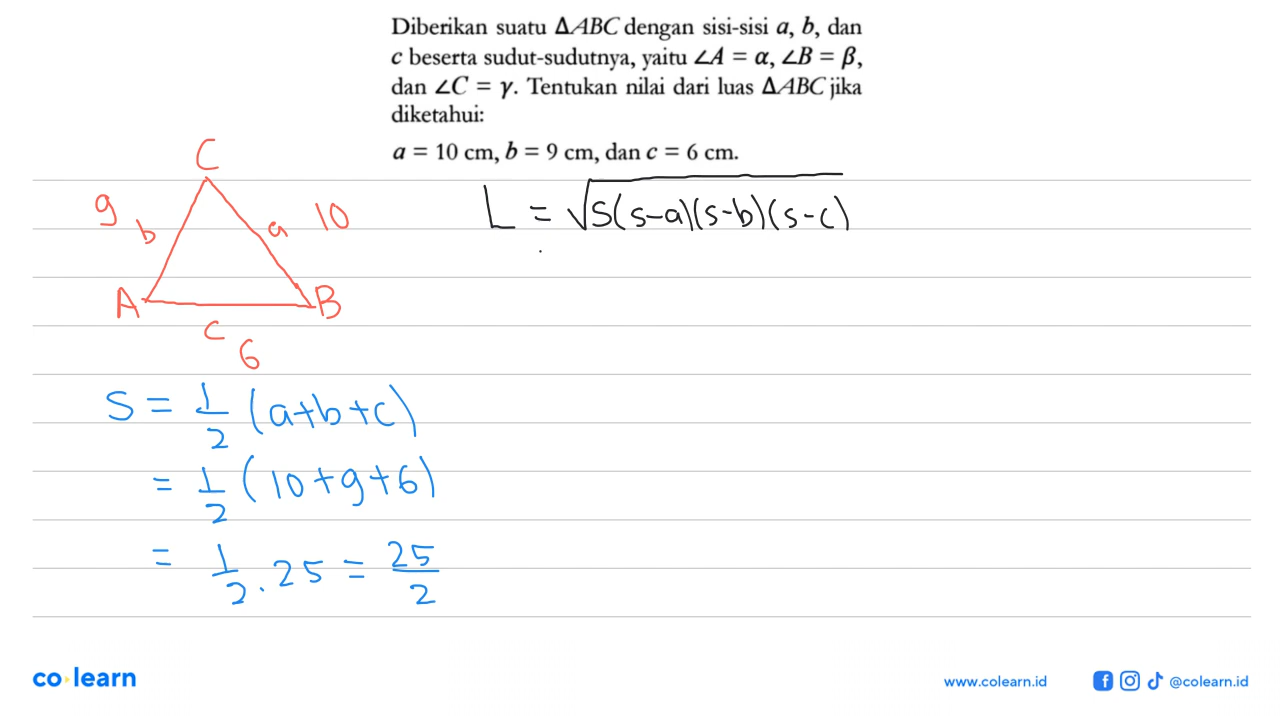 Diberikan suatu ΔABC dengan sisi-sisi a, b, dan
c beserta sudut-sudutnya, yaitu ∠A = α, ∠B = β,
dan ∠C = γ. Tentukan nilai dari luas ΔABC jika
diketahui:
a = 10 cm, b = 9 cm, dan c = 6 cm.
C
9
b
a
10
A
B
c
6
L = √s(s-a)(s-b)(s-c)
S = 1/2 (a+b+c)
= 1/2 (10+9+6)
= 1/2 . 25 = 25/2
co learn
www.colearn.id
@colearn.id